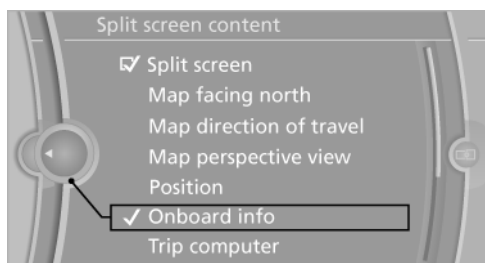 Split screen content
Split screen
Map facing north
Map direction of travel
Map perspective view
Position
Onboard info
Trip computer